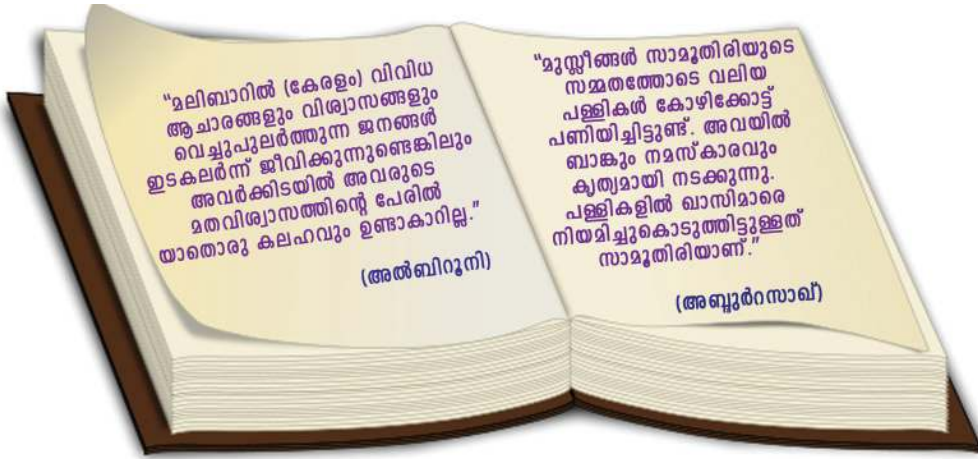 “മലിബാറിൽ (കേരളം) വിവിധ
ആചാരങ്ങളും വിശ്വാസങ്ങളും
വെച്ചുപുലർത്തുന്ന ജനങ്ങൾ
ഇടകലർന്ന് ജീവിക്കുന്നുണ്ടെങ്കിലും
അവർക്കിടയിൽ അവരുടെ
മതവിശ്വാസത്തിന്റെ പേരിൽ
യാതൊരു കലഹവും ഉണ്ടാകാറില്ല.”
(അൽബിറൂനി)
“മുസ്ലീങ്ങൾ സാമൂതിരിയുടെ
സമ്മതത്തോടെ വലിയ
പള്ളികൾ കോഴിക്കോട്ട്
പണിയിച്ചിട്ടുണ്ട്. അവയിൽ
ബാങ്കും നമസ്കാരവും
കൃത്യമായി നടക്കുന്നു.
പള്ളികളിൽ ഖാസിമാരെ
നിയമിച്ചുകൊടുത്തിട്ടുള്ളത്
സാമൂതിരിയാണ്.”
(അബ്ദുർറസാഖ്)